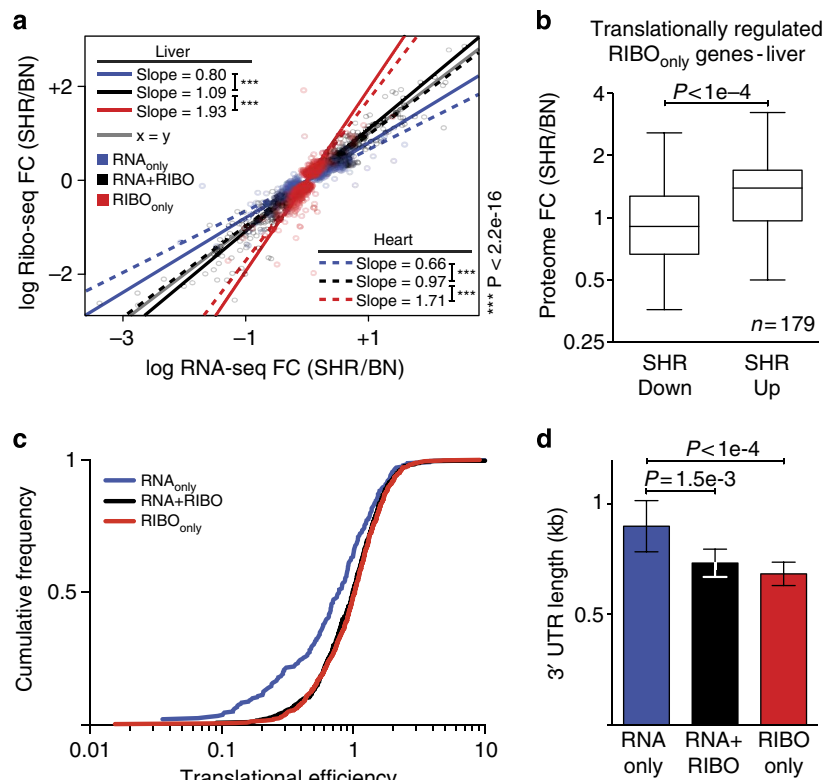 a
Liver
Slope = 0.80
Slope = 1.09
Slope = 1.93
***
***
x = y
RNAonly
RNA+RIBO
RIBOonly
Heart
Slope = 0.66
Slope = 0.97
Slope = 1.71
***
***
*** P < 2.2e-16
+2
0
−2
log Ribo-seq FC (SHR/BN)
−3
−1
+1
log RNA-seq FC (SHR/BN)
b
Translationally regulated
RIBOonly genes-liver
P<1e–4
4
2
1
0.5
0.25
Proteome FC (SHR/BN)
n=179
SHR
Down
SHR
Up
c
RNAonly
RNA+RIBO
RIBOonly
1
0.5
Cumulative frequency
0.01
0.1
1
10
Translational efficiency
d
P<1e-4
P=1.5e-3
1
0.5
3′ UTR length (kb)
RNA
only
RNA+
RIBO
RIBO
only